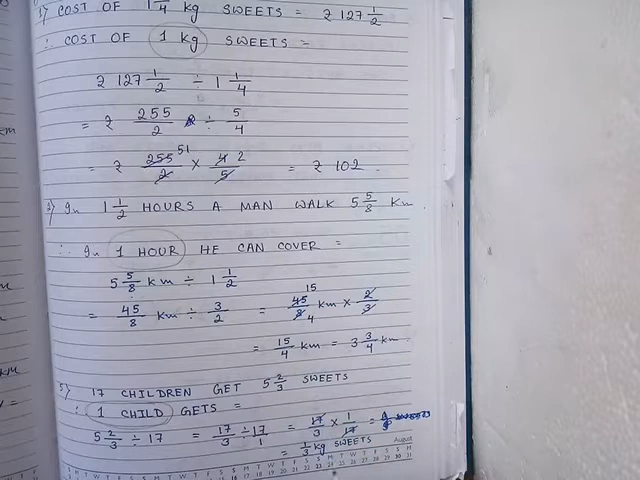 COST OF 1 1/4 kg SWEETS = ₹ 127 1/2
∴ COST OF 1 kg SWEETS =
₹ 127 1/2 ÷ 1 1/4
= ₹ 255/2 ÷ 5/4
= ₹ 255/2 51 × 4/5 2 = ₹ 102.
3) In 1 1/2 HOURS A MAN WALK 5 5/8 Km.
∴ In 1 HOUR HE CAN COVER =
5 5/8 km ÷ 1 1/2
= 45/8 km ÷ 3/2 = 15 45/8 4 km × 2/3
= 15/4 km = 3 3/4 km.
5) 17 CHILDREN GET 5 2/3 SWEETS
∴ 1 CHILD GETS =
5 2/3 ÷ 17 = 17/3 ÷ 17/1 = 17/3 × 1/17 =
= 1/3 kg SWEETS
August